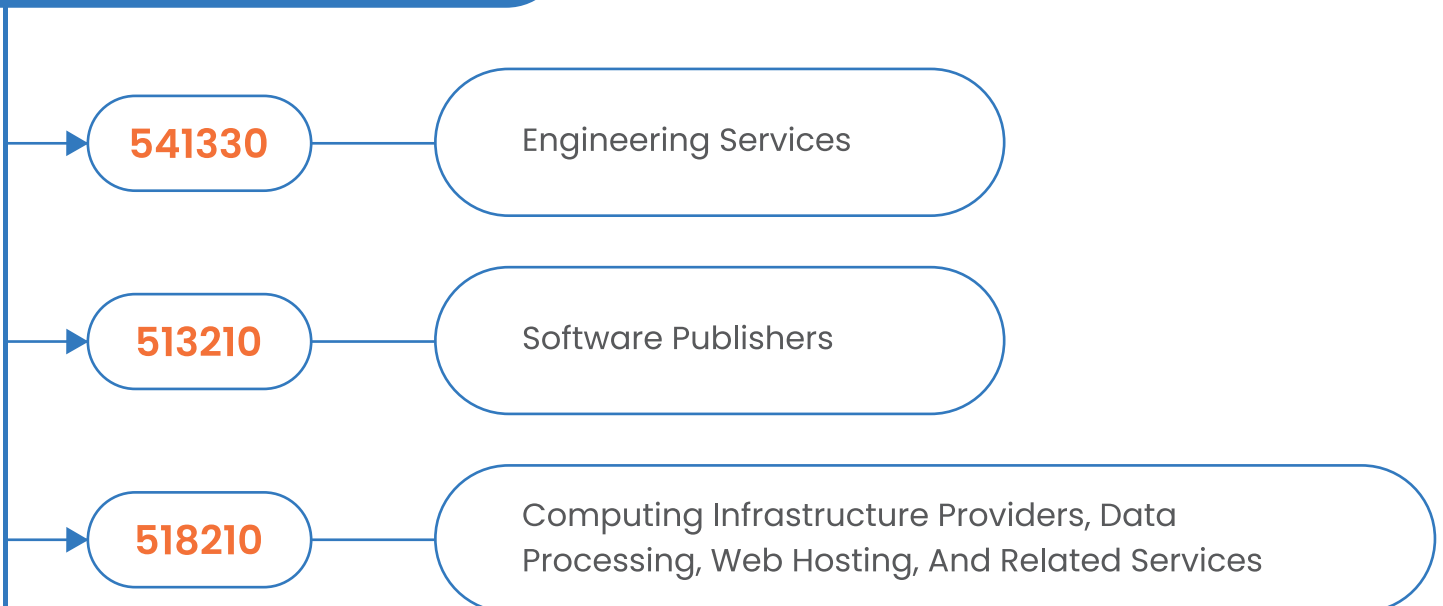 541330
Engineering Services
513210
Software Publishers
518210
Computing Infrastructure Providers, Data
Processing, Web Hosting, And Related Services